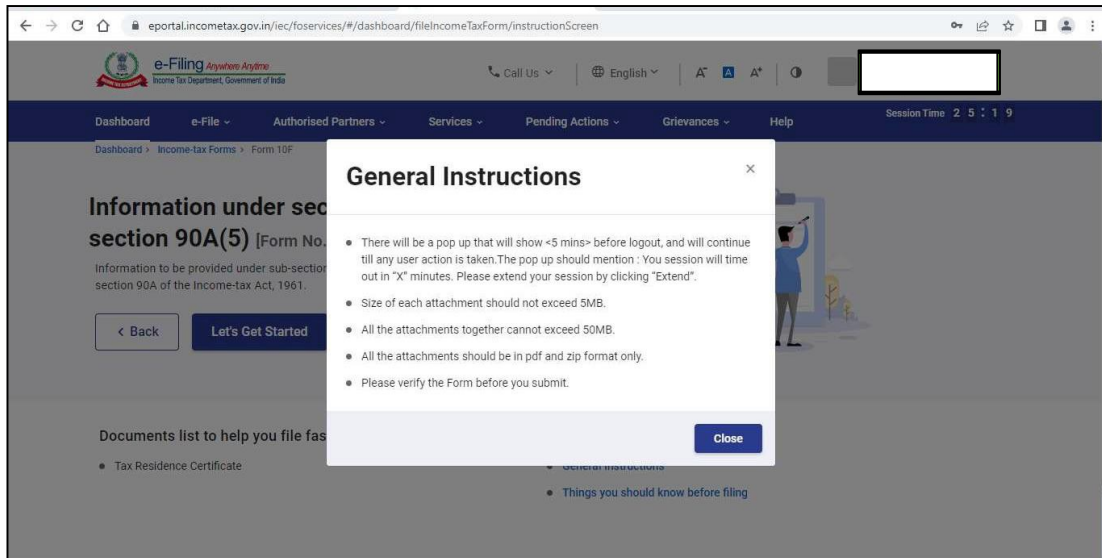 eportal.incometax.gov.in/iec/foservices/#/dashboard/fileIncomeTaxForm/instructionScreen
e-Filing Anywhere Anytime
Income Tax Department, Government of India
Call Us
English
A-
A
A+
Dashboard
e-File
Authorised Partners
Services
Pending Actions
Grievances
Help
Session Time 2 5 : 1 9
Dashboard > Income-tax Forms > Form 10F
Information under sec
section 90A(5) [Form No.
Information to be provided under sub-section
section 90A of the Income-tax Act, 1961.
< Back
Let's Get Started
General Instructions
×
There will be a pop up that will show <5 mins> before logout, and will continue
till any user action is taken.The pop up should mention : You session will time
out in “X” minutes. Please extend your session by clicking “Extend”.
Size of each attachment should not exceed 5MB.
All the attachments together cannot exceed 50MB.
All the attachments should be in pdf and zip format only.
Please verify the Form before you submit.
Close
Documents list to help you file fas
Tax Residence Certificate
General Instructions
Things you should know before filing